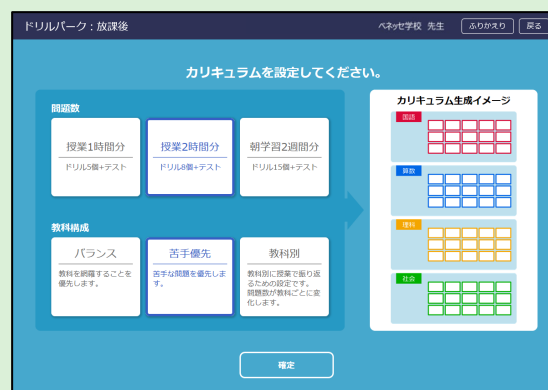 ドリルパーク：放課後
ベネッセ学校 先生
ふりかえり
戻る
カリキュラムを設定してください。
問題数
授業1時間分
ドリル5個+テスト
授業2時間分
ドリル8個+テスト
朝学習2週間分
ドリル15個+テスト
教科構成
バランス
教科を網羅することを
優先します。
苦手優先
苦手な問題を優先しま
す。
教科別
教科別に授業で振り返
るための設定です。
問題数が教科ごとに変
化します。
カリキュラム生成イメージ
国語
算数
理科
社会
確定